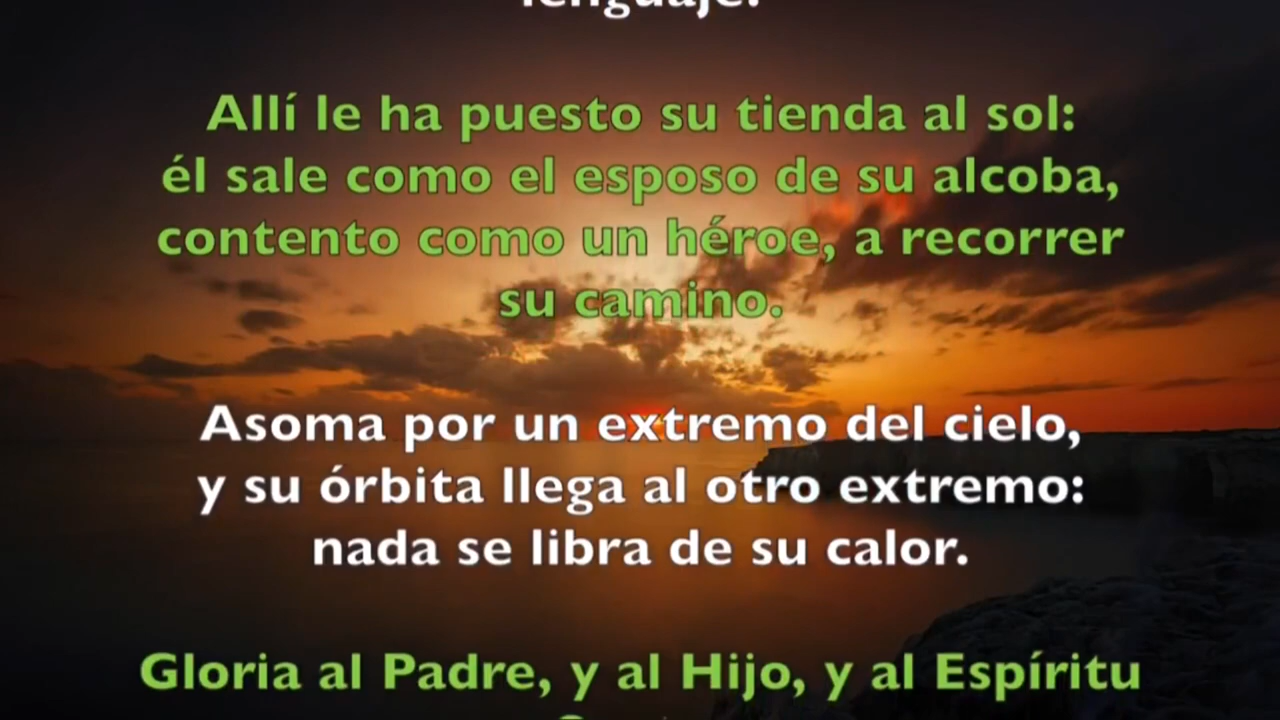 lenguaje.
Allí le ha puesto su tienda al sol:
él sale como el esposo de su alcoba,
contento como un héroe, a recorrer
su camino.
Asoma por un extremo del cielo,
y su órbita llega al otro extremo:
nada se libra de su calor.
Gloria al Padre, y al Hijo, y al Espíritu